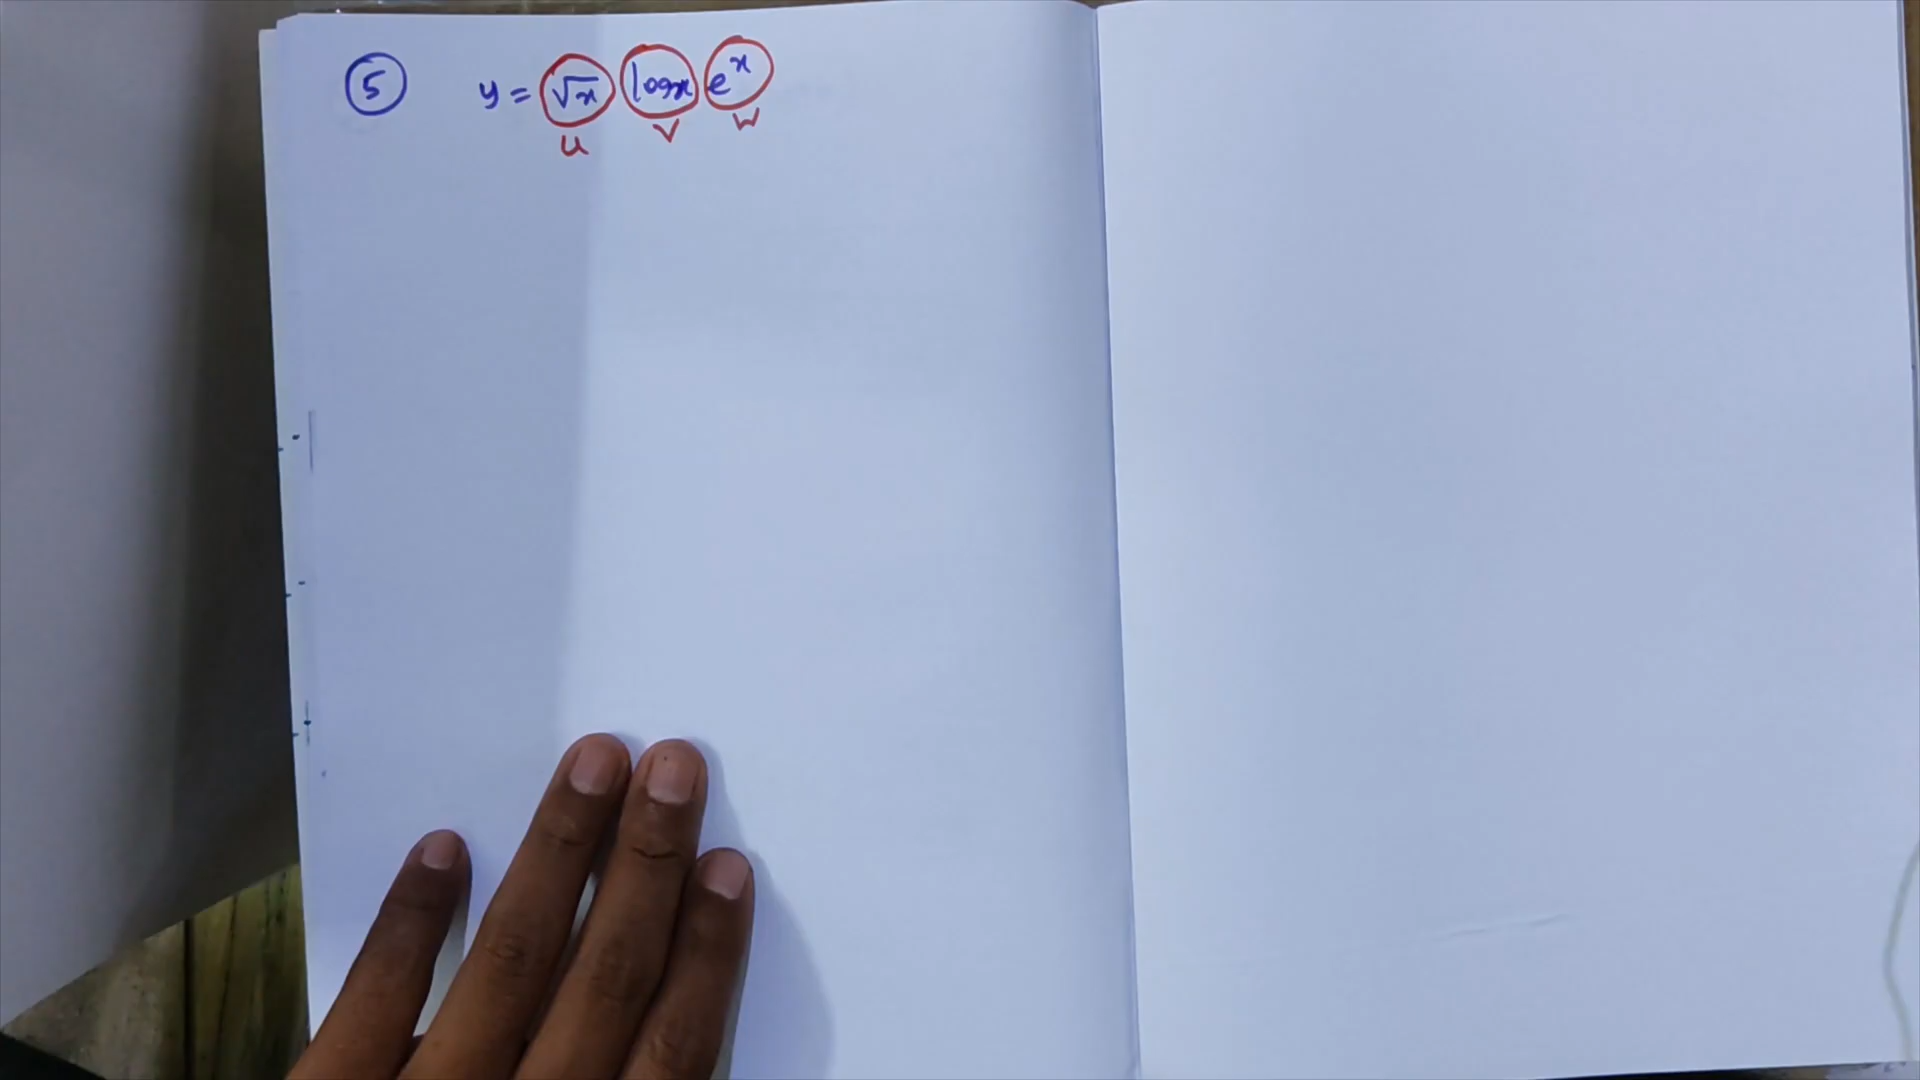 5 y = √x logx e^x
u v w